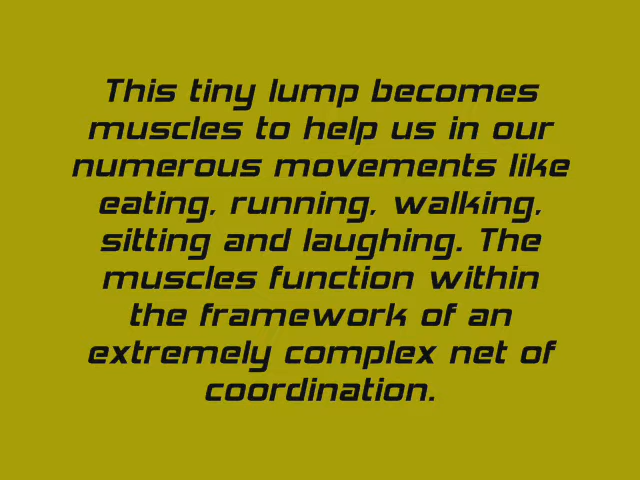 This tiny lump becomes
muscles to help us in our
numerous movements like
eating, running, walking,
sitting and laughing. The
muscles function within
the framework of an
extremely complex net of
coordination.